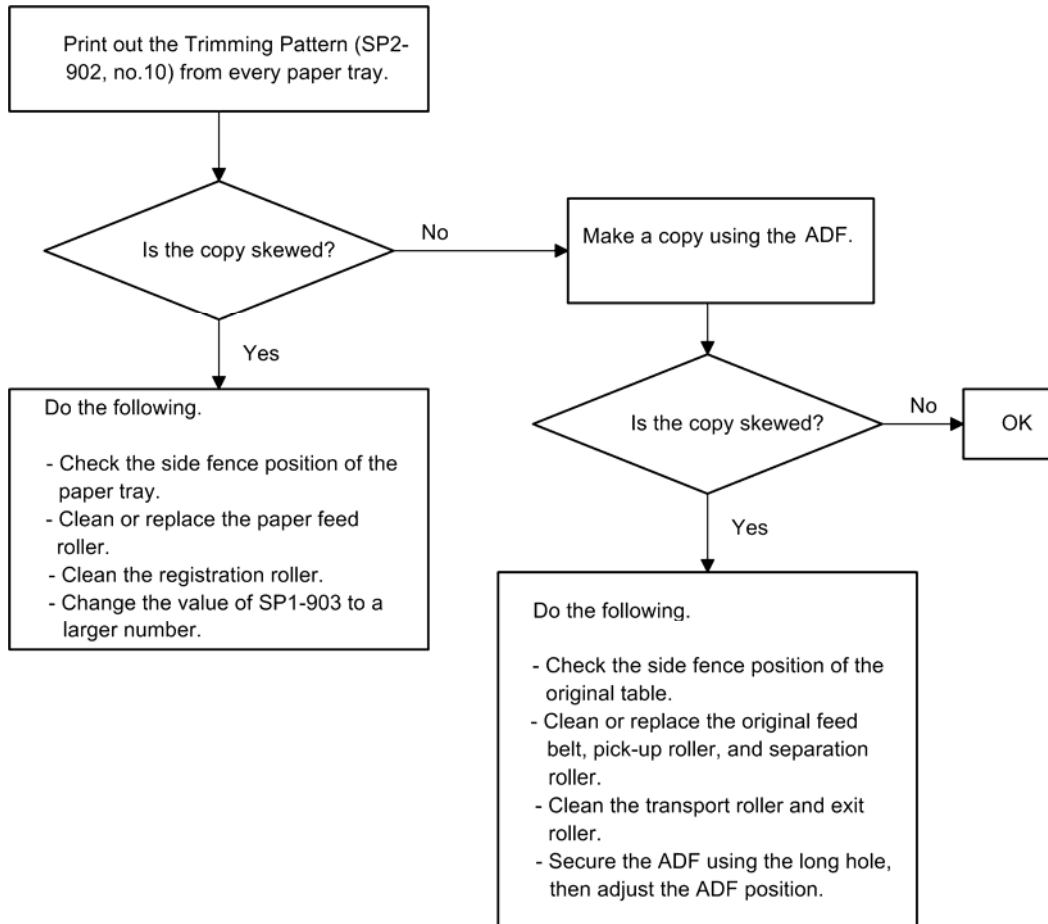 Print out the Trimming Pattern (SP2-
902, no.10) from every paper tray.
Is the copy skewed?
No
Make a copy using the ADF.
Yes
Do the following.
- Check the side fence position of the
paper tray.
- Clean or replace the paper feed
roller.
- Clean the registration roller.
- Change the value of SP1-903 to a
larger number.
Is the copy skewed?
No
OK
Yes
Do the following.
- Check the side fence position of the
original table.
- Clean or replace the original feed
belt, pick-up roller, and separation
roller.
- Clean the transport roller and exit
roller.
- Secure the ADF using the long hole,
then adjust the ADF position.